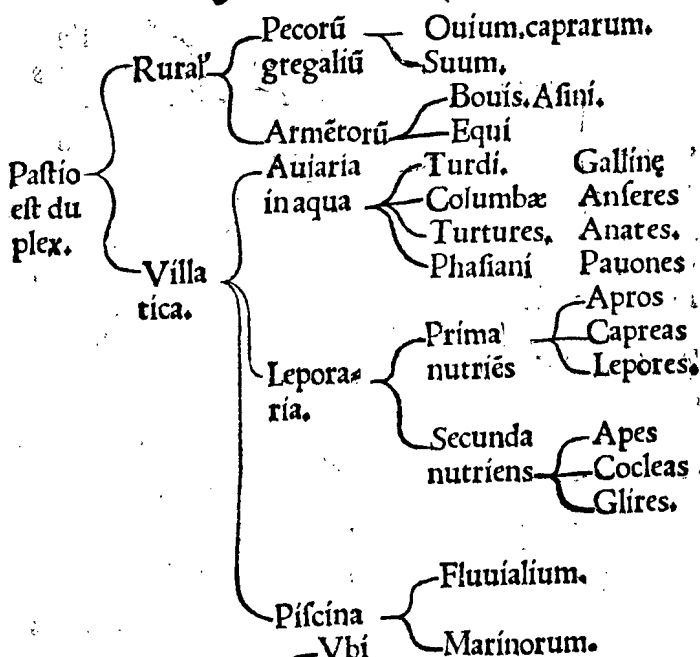 Pecorũ
gregaliũ
Ouium,caprarum.
Suum.
Rural'
Armẽtorũ
Bouis.Aſini.
Equi
Paſtio
eſt du
plex.
Auiaria
in aqua
Turdi. Gallinę
Columbæ Anſeres
Turtures. Anates.
Phaſiani Pauones
Villa
tica.
Lepora⸗
ria.
Prima
nutriẽs
Apros
Capreas
Lepores.
Secunda
nutriens
Apes
Cocleas
Glires.
Piſcina
Fluuialium.
Marinorum.
Vbi